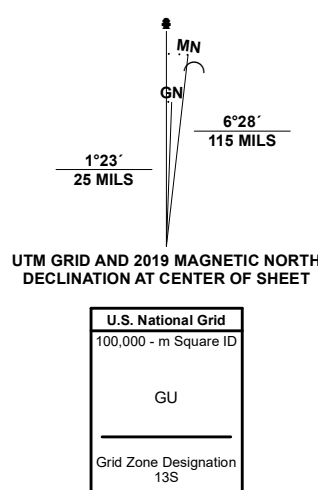 MN
GN
6°28´
115 MILS
1°23´
25 MILS
UTM GRID AND 2019 MAGNETIC NORTH
DECLINATION AT CENTER OF SHEET
U.S. National Grid
100,000 - m Square ID
GU
Grid Zone Designation
13S